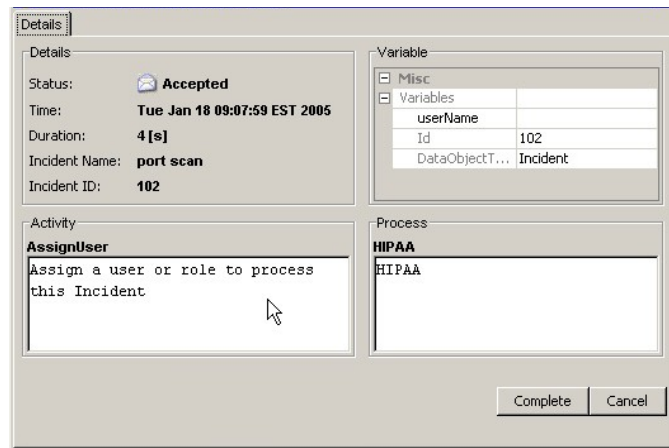 Details
Details
Status: Accepted
Time: Tue Jan 18 09:07:59 EST 2005
Duration: 4 [s]
Incident Name: port scan
Incident ID: 102
Variable
Misc
Variables
userName
Id 102
DataObjectT... Incident
Activity
AssignUser
Assign a user or role to process
this Incident
Process
HIPAA
HIPAA
Complete
Cancel